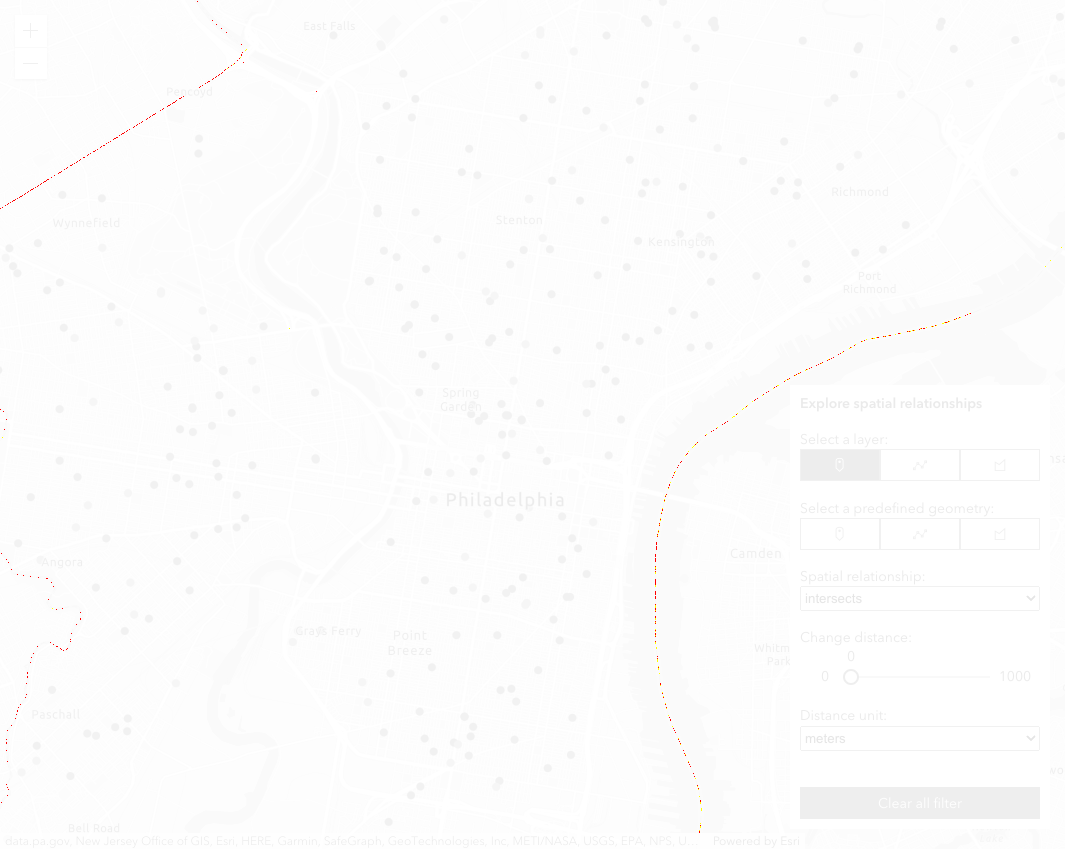 East Falls
Pencoyd
Richmond
Wynnefield
Stenton
Kensington
Port
Richmond
Explore spatial relationships
Spring
Garden
Select a layer:
Philadelphia
Select a predefined geometry:
Camden
Angora
Spatial relationship:
intersects
Grays Ferry
Point
Breeze
Change distance:
Whitm
Park
0
0
1000
Paschall
Distance unit:
meters
Clear all filter
Bell Road
data.pa.gov, New Jersey Office of GIS, Esri, HERE, Garmin, SafeGraph, GeoTechnologies, Inc, METI/NASA, USGS, EPA, NPS, U...
Powered by Esri